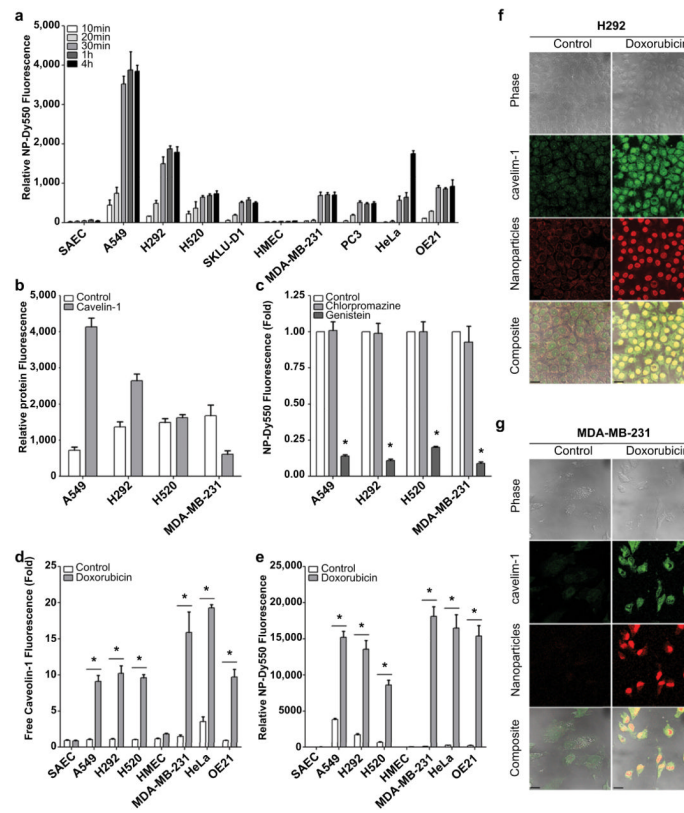 a
Relative NP-Dy550 Fluorescence
5,000
4,000
3,000
2,000
1,000
0
10min
20min
30min
1h
4h
SAEC
A549
H292
H520
SKLU-D1
HMEC
MDA-MB-231
PC3
HeLa
OE21
b
Relative protein Fluorescence
5,000
4,000
3,000
2,000
1,000
0
Control
Cavelin-1
A549
H292
H520
MDA-MB-231
c
NP-Dy550 Fluorescence (Fold)
1.25
1.00
0.75
0.50
0.25
0.00
Control
Chlorpromazine
Genistein
* * * *
A549
H292
H520
MDA-MB-231
d
Free Caveolin-1 Fluorescence (Fold)
25
20
15
10
5
0
Control
Doxorubicin
* * * * * *
SAEC
A549
H292
H520
HMEC
MDA-MB-231
HeLa
OE21
e
Relative NP-Dy550 Fluorescence
25,000
20,000
15,000
10,000
5000
0
Control
Doxorubicin
* * * * * *
SAEC
A549
H292
H520
HMEC
MDA-MB-231
HeLa
OE21
f
H292
Control Doxorubicin
Phase
cavelim-1
Nanoparticles
Composite
g
MDA-MB-231
Control Doxorubicin
Phase
cavelim-1
Nanoparticles
Composite